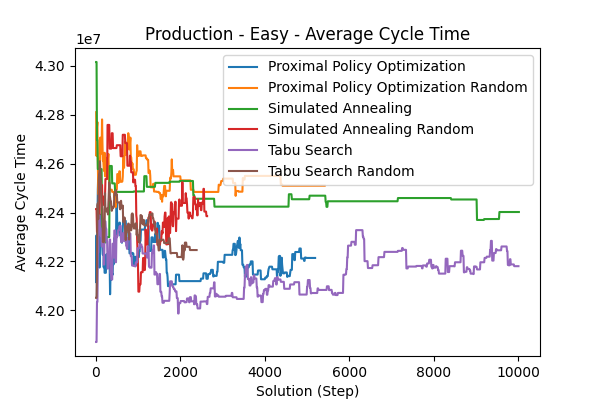 Production - Easy - Average Cycle Time
1e7
Average Cycle Time
4.30
4.28
4.26
4.24
4.22
4.20
Proximal Policy Optimization
Proximal Policy Optimization Random
Simulated Annealing
Simulated Annealing Random
Tabu Search
Tabu Search Random
0 2000 4000 6000 8000 10000
Solution (Step)